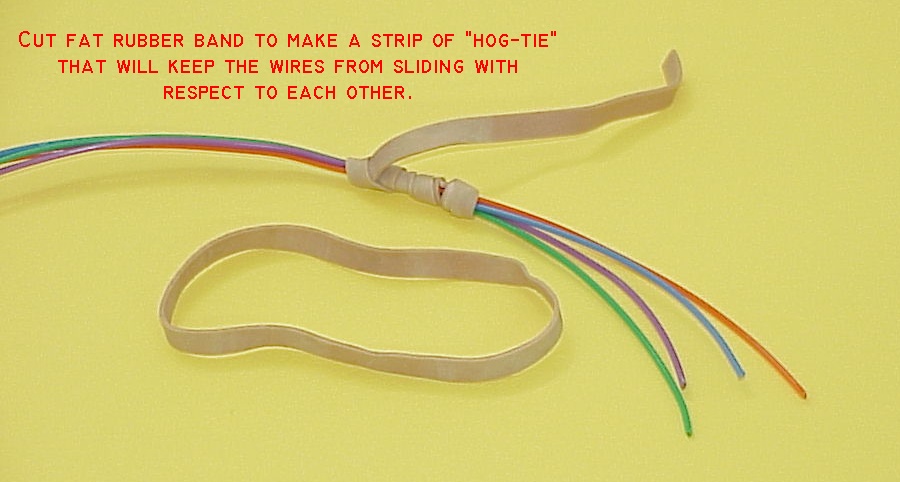 CUT FAT RUBBER BAND TO MAKE A STRIP OF "HOG-TIE"
THAT WILL KEEP THE WIRES FROM SLIDING WITH
RESPECT TO EACH OTHER.